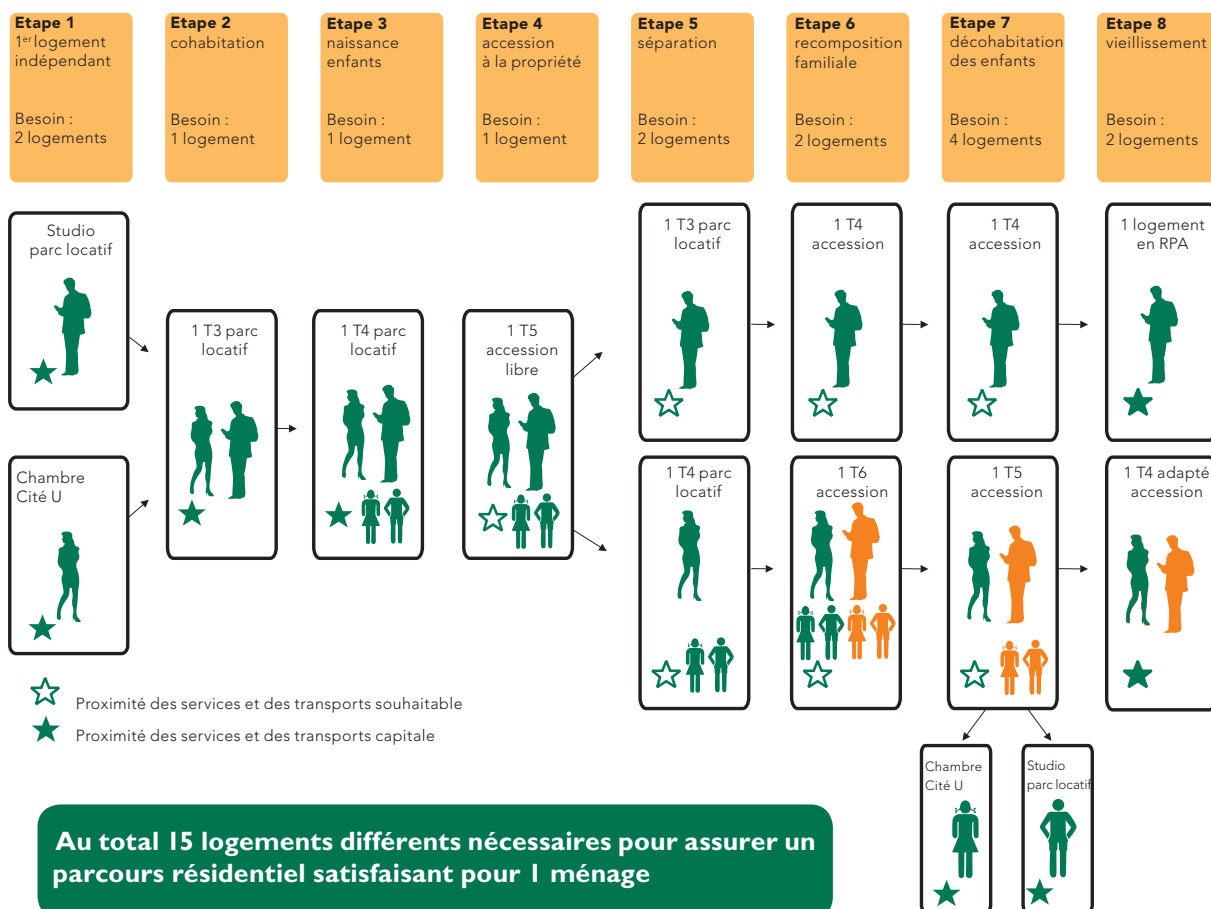 Etape 1
1er logement
indépendant
Besoin :
2 logements
Etape 2
cohabitation
Besoin :
1 logement
Etape 3
naissance
enfants
Besoin :
1 logement
Etape 4
accession
à la propriété
Besoin :
1 logement
Etape 5
séparation
Besoin :
2 logements
Etape 6
recomposition
familiale
Besoin :
2 logements
Etape 7
décohabitation
des enfants
Besoin :
4 logements
Etape 8
vieillissement
Besoin :
2 logements
Studio
parc locatif
Chambre
Cité U
1 T3 parc
locatif
1 T4 parc
locatif
1 T5
accession
libre
1 T3 parc
locatif
1 T4
accession
1 T4
accession
1 logement
en RPA
1 T4 parc
locatif
1 T6
accession
1 T5
accession
1 T4 adapté
accession
Chambre
Cité U
Studio
parc locatif
Proximité des services et des transports souhaitable
Proximité des services et des transports capitale
Au total 15 logements différents nécessaires pour assurer un
parcours résidentiel satisfaisant pour 1 ménage